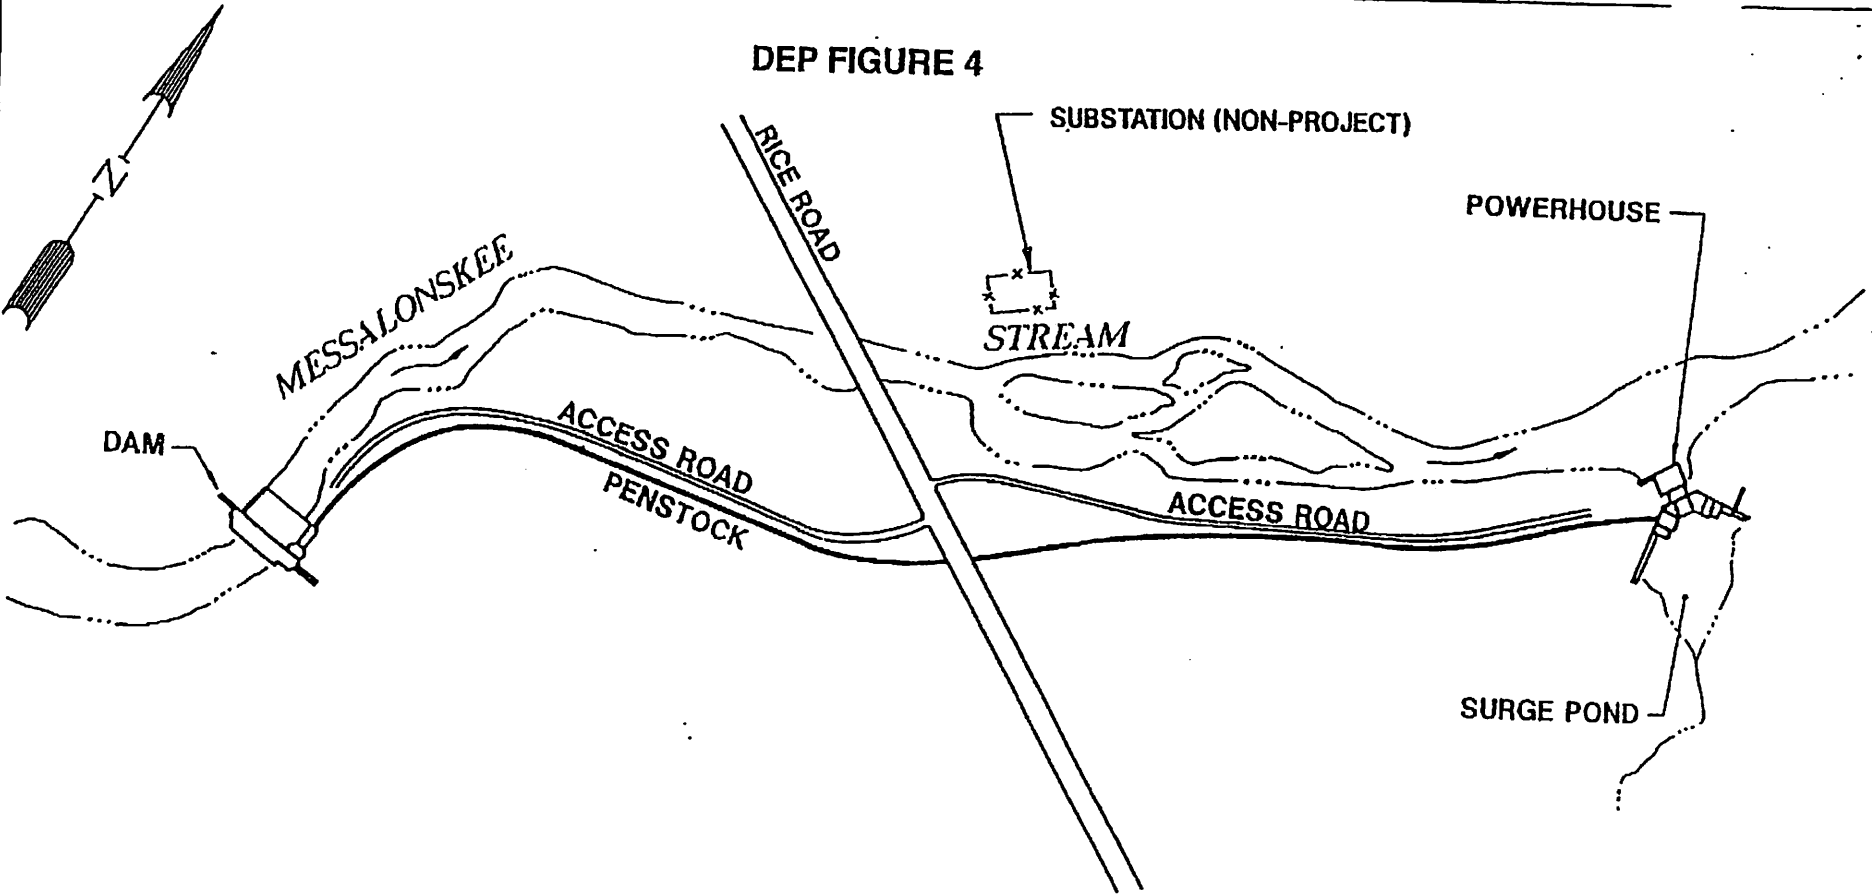 DEP FIGURE 4
SUBSTATION (NON-PROJECT)
RICE ROAD
N
POWERHOUSE
MESSALONSKEE
STREAM
DAM
ACCESS ROAD
PENSTOCK
ACCESS ROAD
SURGE POND